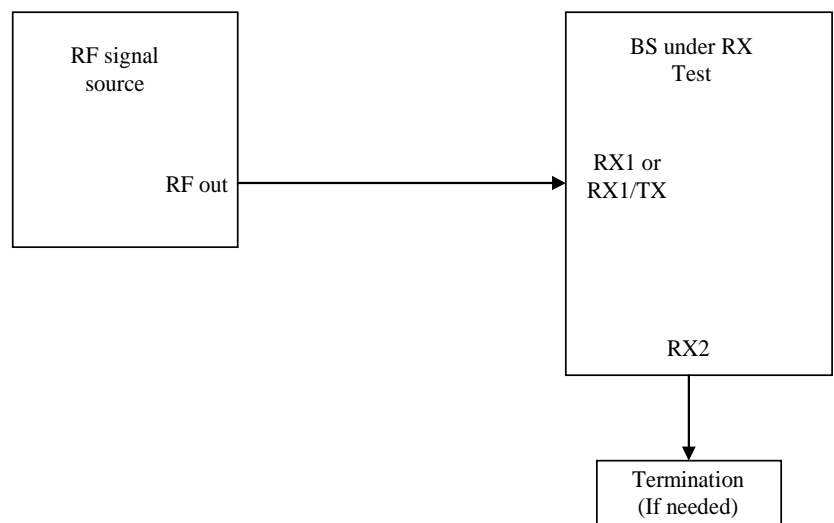 RF signal
source
RF out
BS under RX
Test
RX1 or
RX1/TX
RX2
Termination
(If needed)